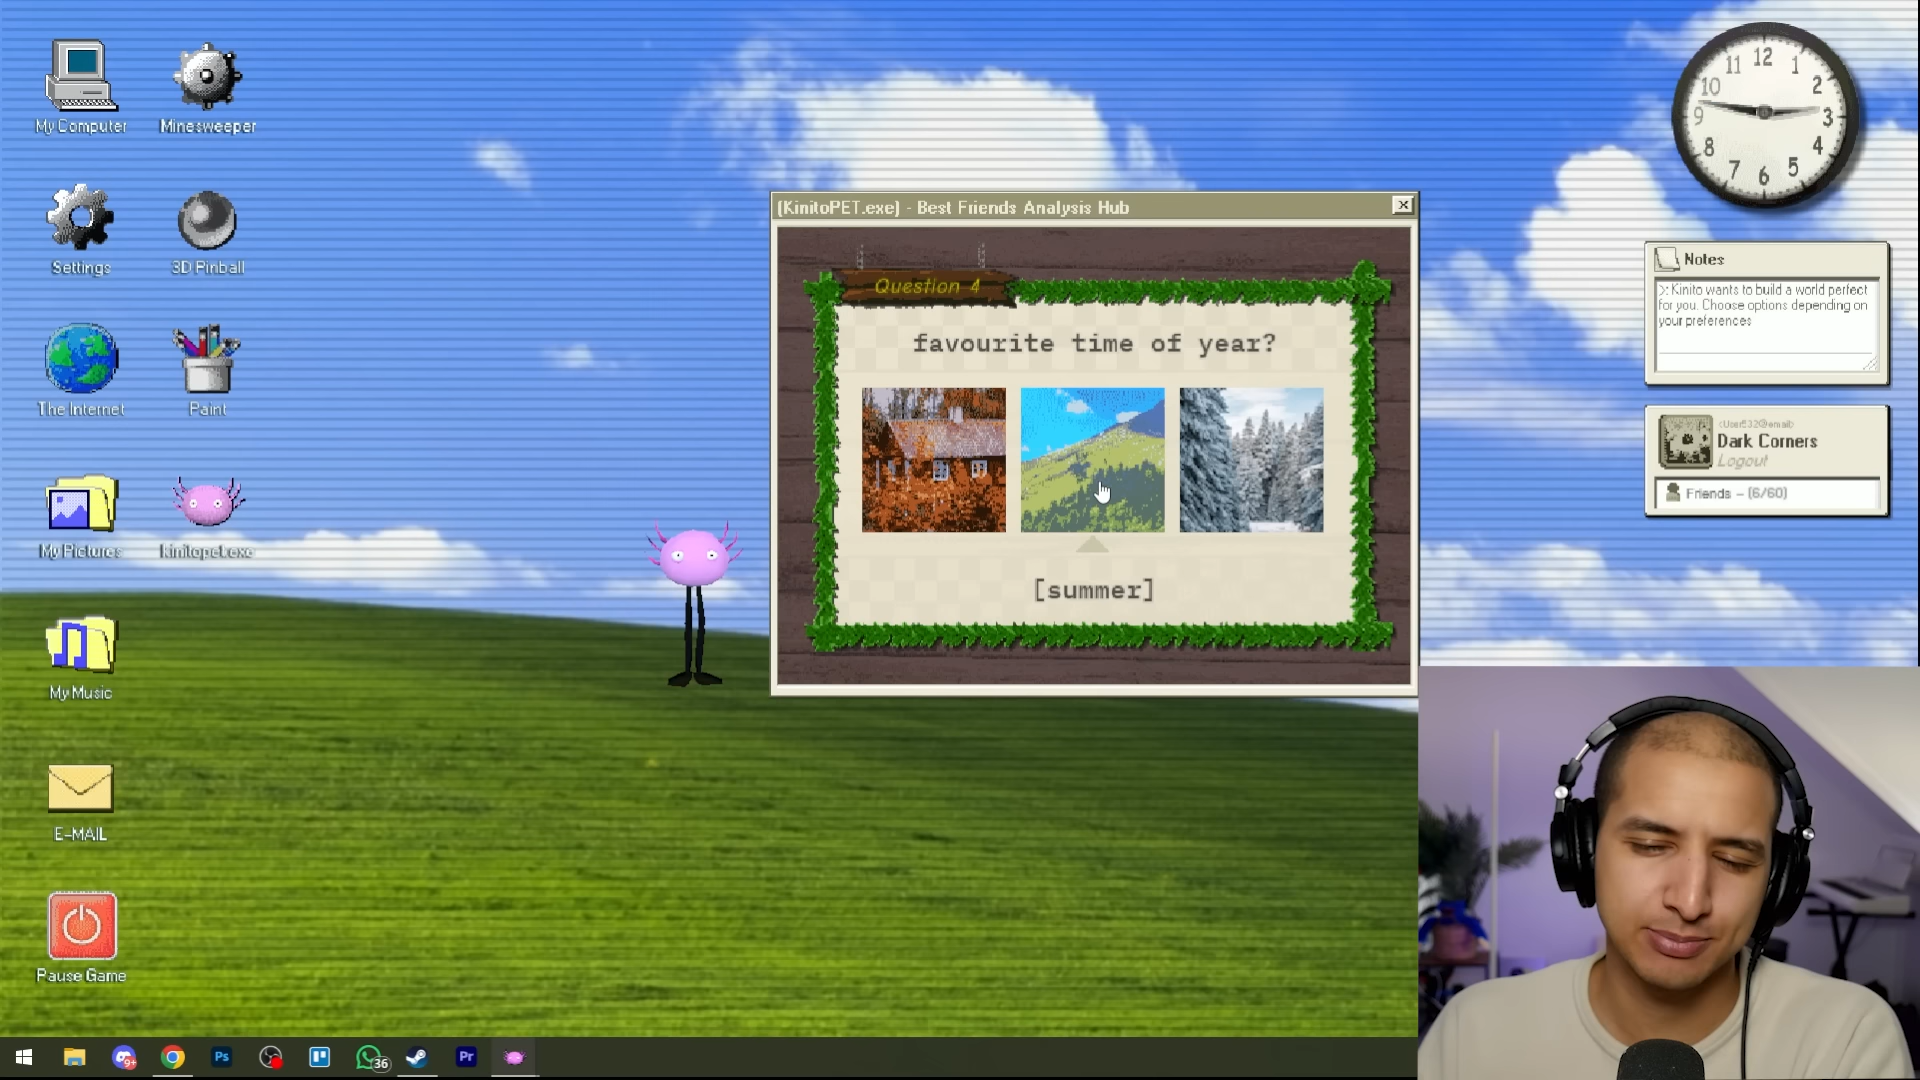 My Computer
Minesweeper
Settings
3D Pinball
The Internet
Paint
My Pictures
kinitopet.exe
My Music
E-MAIL
Pause Game
(KinitoPET.exe) - Best Friends Analysis Hub
X
Question 4
favourite time of year?
[summer]
12
1
2
3
4
5
6
7
8
9
10
11
Notes
>: Kinito wants to build a world perfect
for you. Choose options depending on
your preferences
Dark Corners
Logout
Friends - (6/60)
9+
Ps
36
Pr